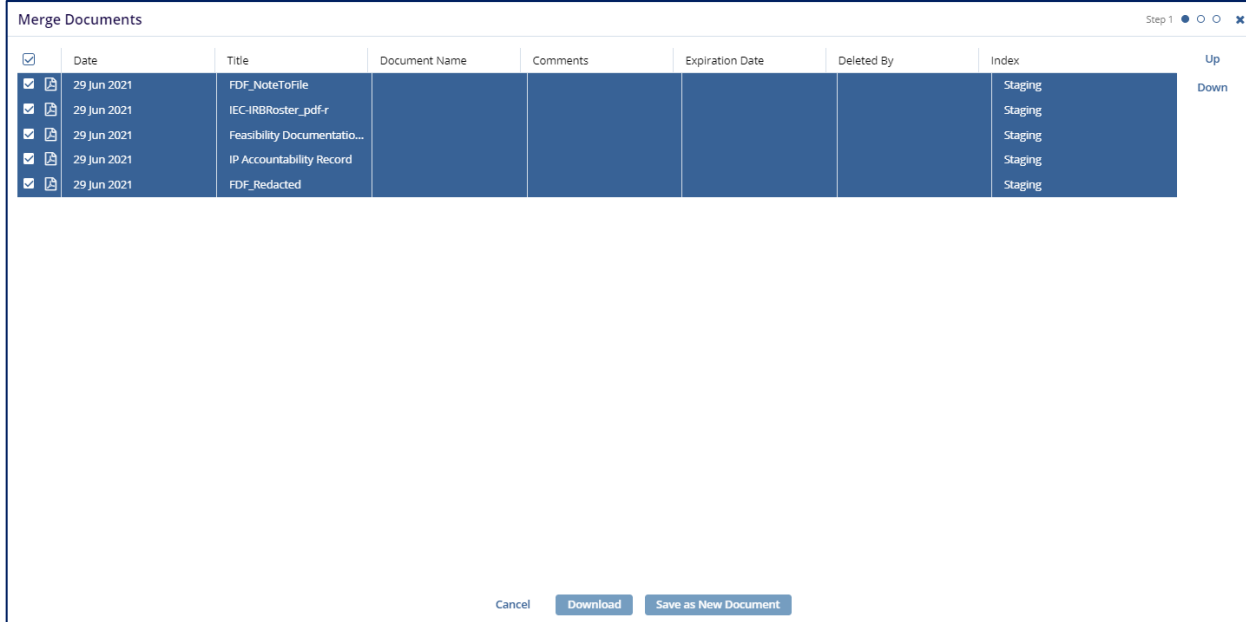 Merge Documents Step 1
Date Title Document Name Comments Expiration Date Deleted By Index Up
29 Jun 2021 FDF_NoteToFile Staging Down
29 Jun 2021 IEC-IRBRoster_pdf-r Staging
29 Jun 2021 Feasibility Documentatio... Staging
29 Jun 2021 IP Accountability Record Staging
29 Jun 2021 FDF_Redacted Staging
Cancel Download Save as New Document